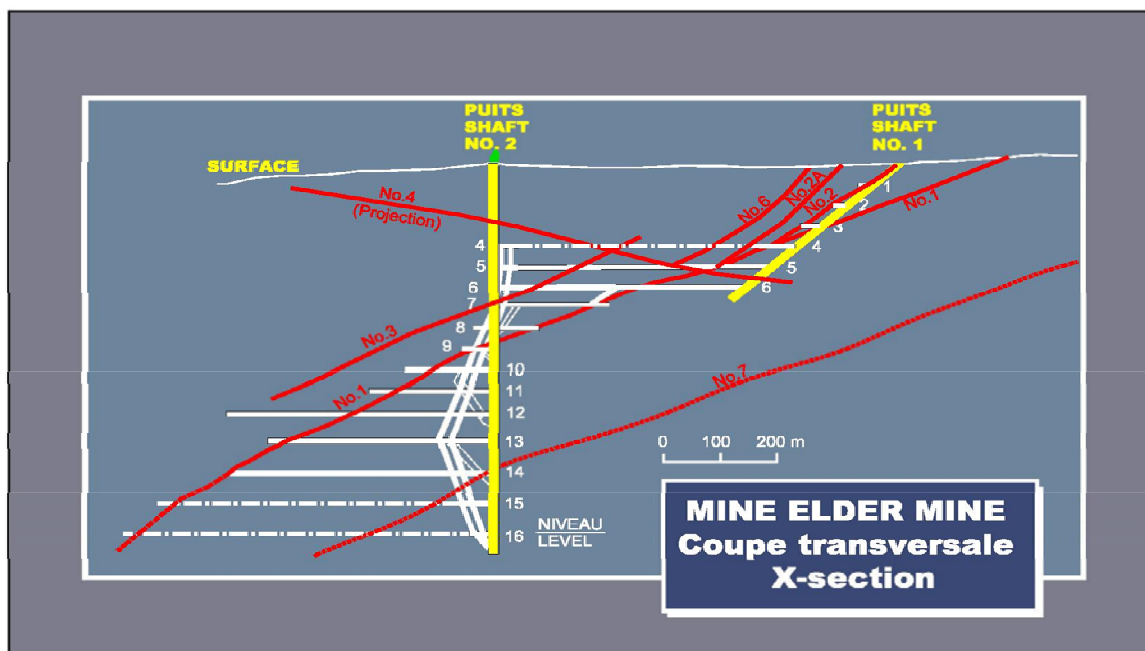 PUITS
SHAFT
NO. 2
PUITS
SHAFT
NO. 1
SURFACE
No.4
(Projection)
No.6
No.2A
No.2
No.1
1
2
3
4
5
6
4
5
6
7
8
9
10
11
12
13
14
15
16
No.3
No.1
No.7
0 100 200 m
NIVEAU
LEVEL
MINE ELDER MINE
Coupe transversale
X-section